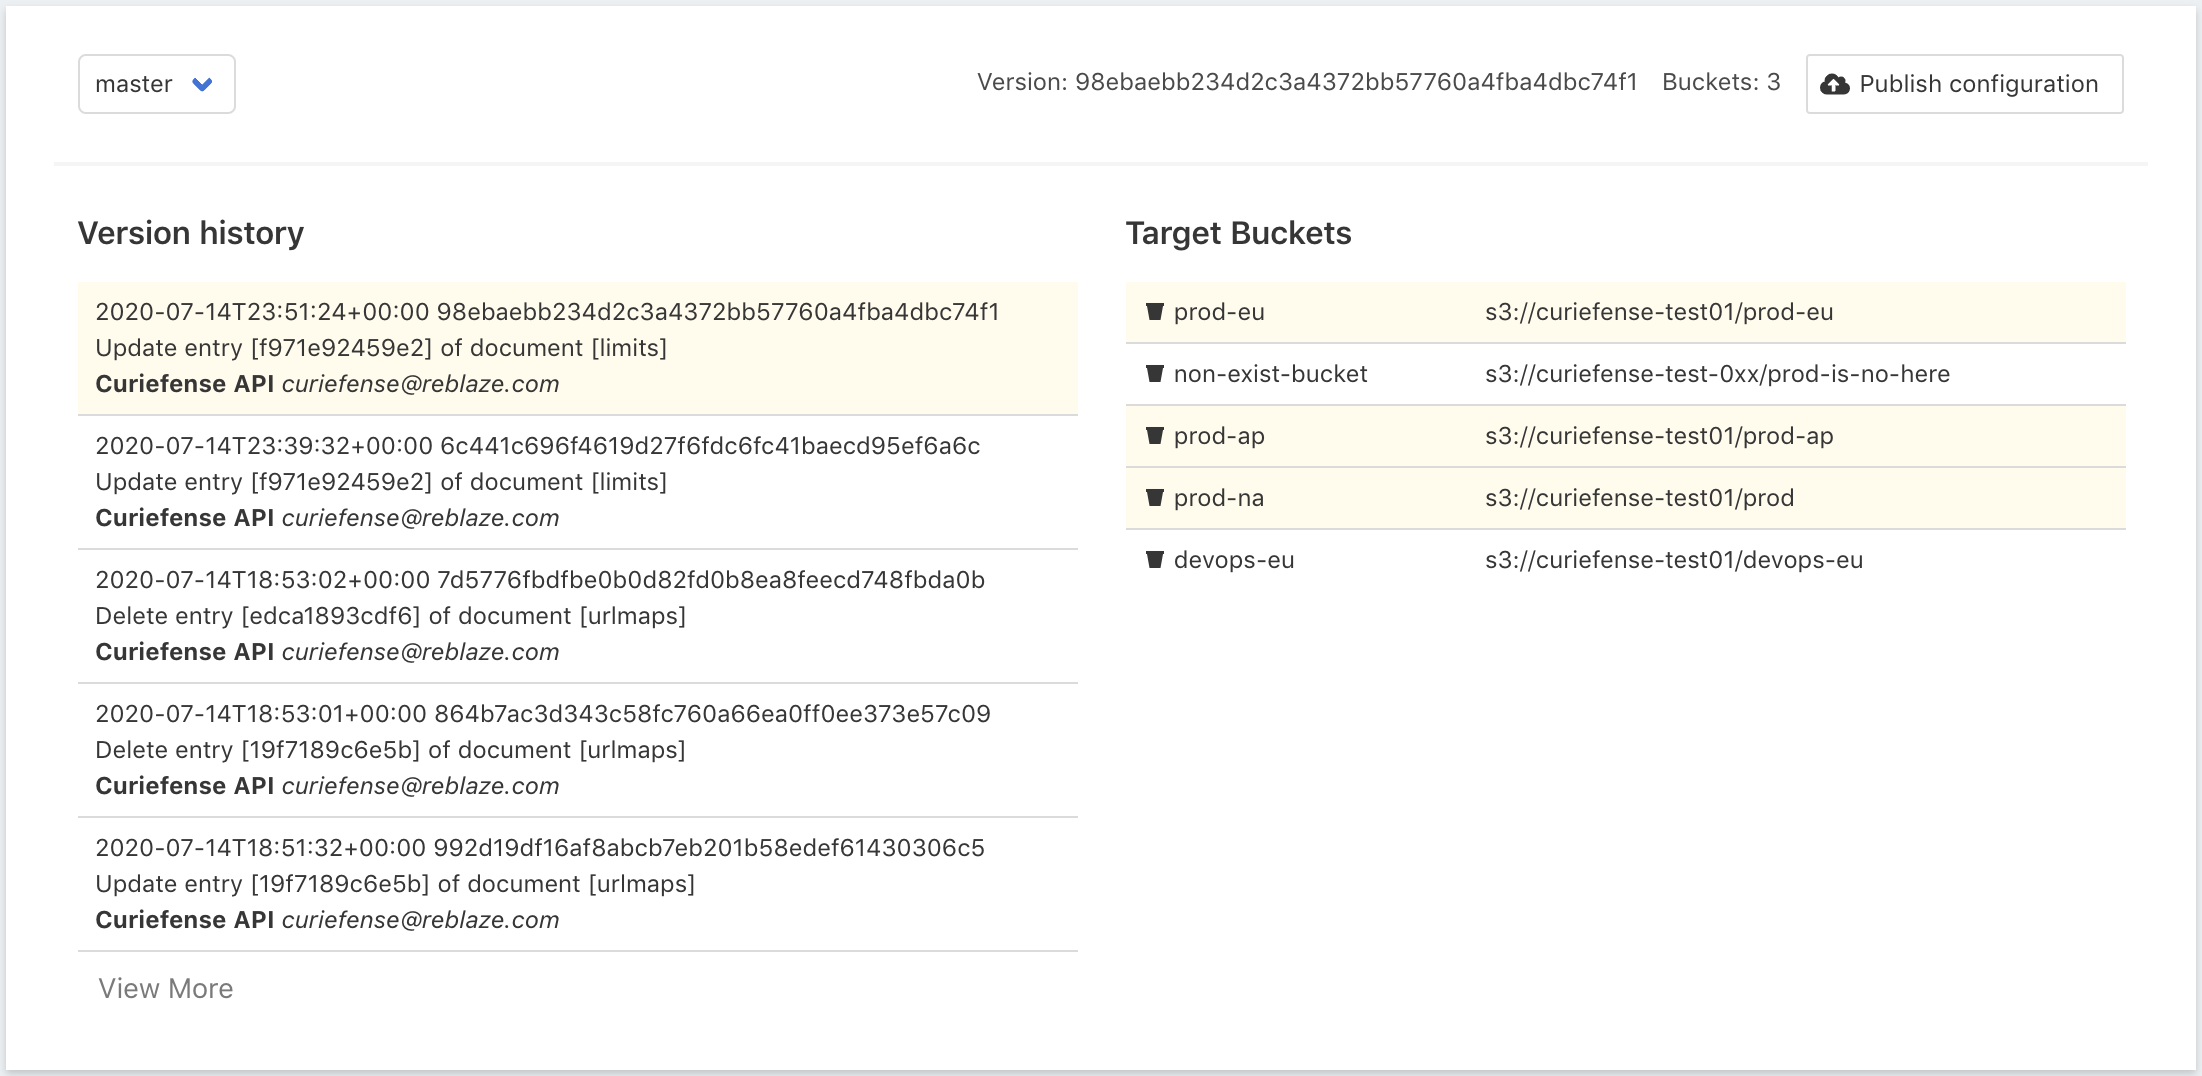 master
Version: 98ebaebb234d2c3a4372bb57760a4fba4dbc74f1 Buckets: 3 Publish configuration
Version history
2020-07-14T23:51:24+00:00 98ebaebb234d2c3a4372bb57760a4fba4dbc74f1
Update entry [f971e92459e2] of document [limits]
Curiefense API curiefense@reblaze.com
2020-07-14T23:39:32+00:00 6c441c696f4619d27f6fdc6fc41baecd95ef6a6c
Update entry [f971e92459e2] of document [limits]
Curiefense API curiefense@reblaze.com
2020-07-14T18:53:02+00:00 7d5776fbdfbe0b0d82fd0b8ea8feecd748fbda0b
Delete entry [edca1893cdf6] of document [urlmaps]
Curiefense API curiefense@reblaze.com
2020-07-14T18:53:01+00:00 864b7ac3d343c58fc760a66ea0ff0ee373e57c09
Delete entry [19f7189c6e5b] of document [urlmaps]
Curiefense API curiefense@reblaze.com
2020-07-14T18:51:32+00:00 992d19df16af8abcb7eb201b58edef61430306c5
Update entry [19f7189c6e5b] of document [urlmaps]
Curiefense API curiefense@reblaze.com
View More
Target Buckets
prod-eu s3://curiefense-test01/prod-eu
non-exist-bucket s3://curiefense-test-0xx/prod-is-no-here
prod-ap s3://curiefense-test01/prod-ap
prod-na s3://curiefense-test01/prod
devops-eu s3://curiefense-test01/devops-eu